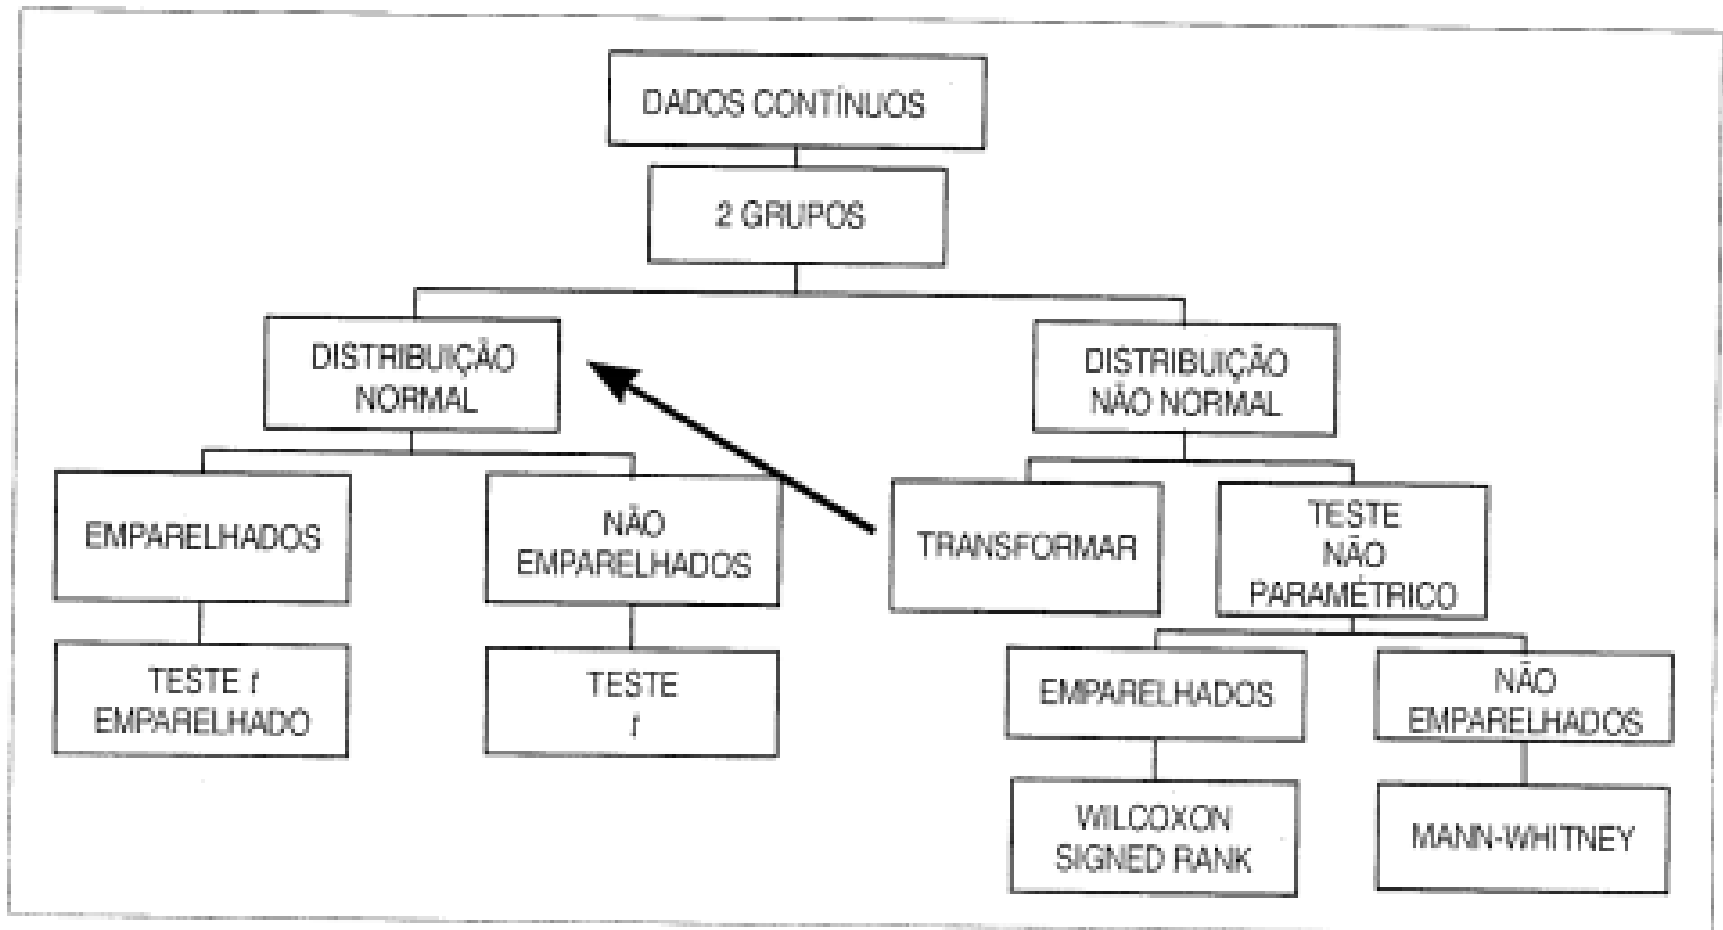 DADOS CONTÍNUOS
2 GRUPOS
DISTRIBUIÇÃO
NORMAL
DISTRIBUIÇÃO
NÃO NORMAL
EMPARELHADOS
NÃO
EMPARELHADOS
TRANSFORMAR
TESTE
NÃO
PARAMÉTRICO
TESTE t
EMPARELHADO
TESTE
t
EMPARELHADOS
NÃO
EMPARELHADOS
WILCOXON
SIGNED RANK
MANN-WHITNEY